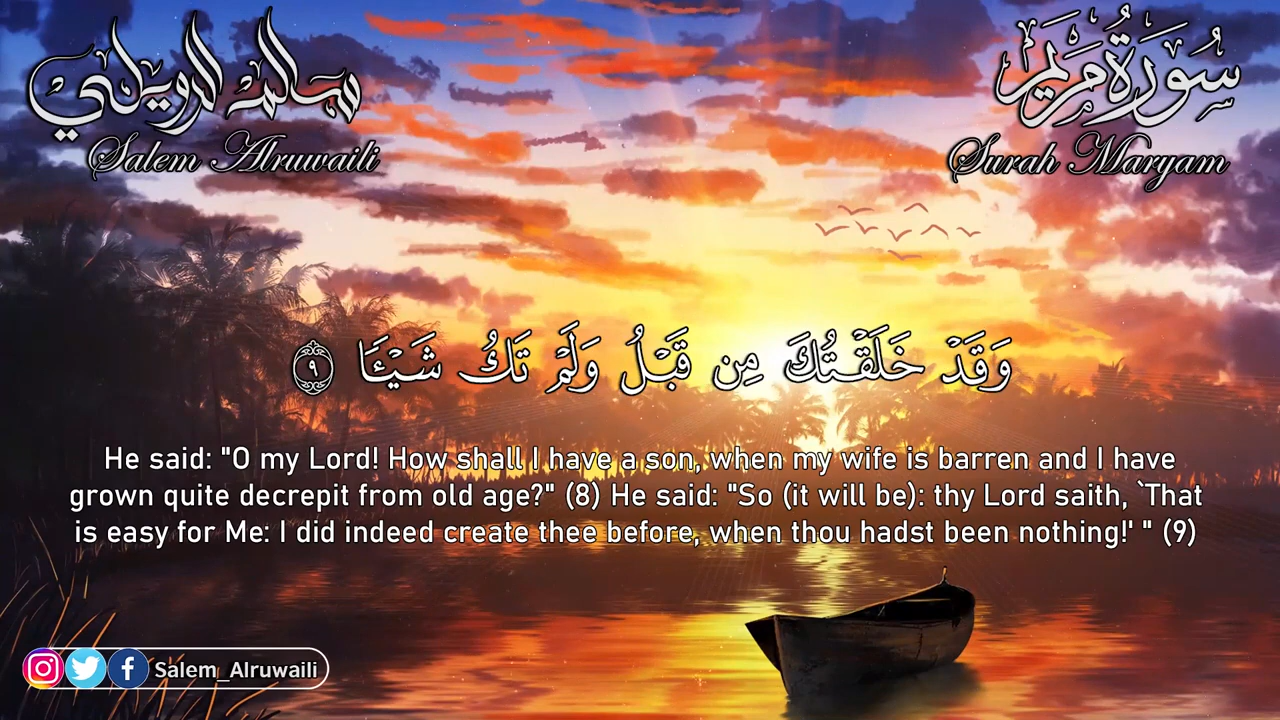 سالم الرويلي
Salem Alruwaili
سورة مريم
Surah Maryam
وَقَدْ خَلَقْتُكَ مِن قَبْلُ وَلَمْ تَكُ شَيْـًٔا ٩
He said: "O my Lord! How shall I have a son, when my wife is barren and I have
grown quite decrepit from old age?" (8) He said: "So (it will be): thy Lord saith, `That
is easy for Me: I did indeed create thee before, when thou hadst been nothing!' " (9)
Salem_Alruwaili